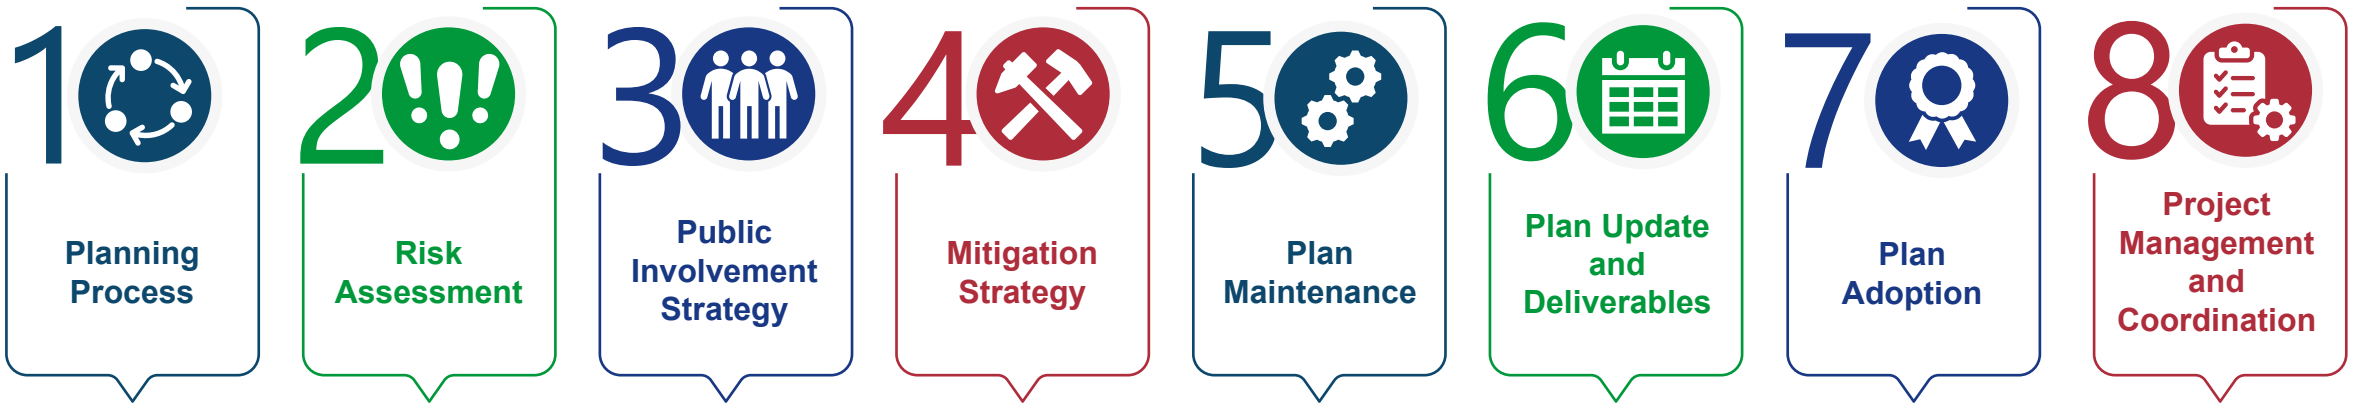 1
Planning
Process
2
Risk
Assessment
3
Public
Involvement
Strategy
4
Mitigation
Strategy
5
Plan
Maintenance
6
Plan Update
and
Deliverables
7
Plan
Adoption
8
Project
Management
and
Coordination